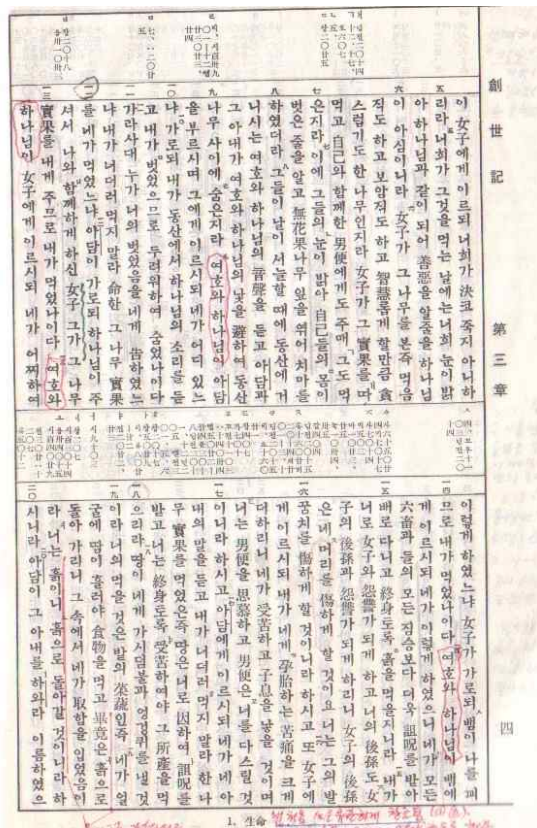 創世記 第三章
四
이 女子에게 이르되 너희가 決코 죽지 아니하
리라 너희가 그것을 먹는 날에는 너희 눈이 밝
아 하나님과 같이 되어 善惡을 알줄을 하나님
이 아심이니라 女子가 그 나무를 본즉 먹음
직도 하고 보암직도 하고 智慧롭게 할만큼 貪
스럽기도 한 나무인지라 女子가 그 實果를 따
먹고 自己와 함께한 男便에게도 주매 그도 먹
은지라 이에 그들의 눈이 밝아 自己들의 몸이
벗은 줄을 알고 無花果나무 잎을 엮어 치마를
하였더라 그들이 날이 서늘할 때에 동산에 거
니시는 여호와 하나님의 音聲을 듣고 아담과
그 아내가 여호와 하나님의 낯을 避하여 동산
나무 사이에 숨은지라 여호와 하나님이 아담
을 부르시며 그에게 이르시되 네가 어디 있느
냐 가로되 내가 동산에서 하나님의 소리를 듣
고 내가 벗었으므로 두려워하여 숨었나이다
가라사대 누가 너의 벗었음을 네게 告하였느
냐 내가 너더러 먹지 말라 命한 그 나무 實果
를 네가 먹었느냐 아담이 가로되 하나님이 주
셔서 나와 함께하게 하신 女子 그가 그 나무
實果를 내게 주므로 내가 먹었나이다 여호와
하나님이 女子에게 이르시되 네가 어찌하여
이렇게 하였느냐 女子가 가로되 뱀이 나를 꾀
므로 내가 먹었나이다 여호와 하나님이 뱀에
게 이르시되 네가 이렇게 하였으니 네가 모든
六畜과 들의 모든 짐승보다 더욱 詛呪를 받아
배로 다니고 終身토록 흙을 먹을지니라 내가
너로 女子와 怨讐가 되게하고 너의 後孫도 女
子의 後孫과 怨讐가 되게 하리니 女子의 後孫
은 네 머리를 傷하게 할 것이요 너는 그의 발
꿈치를 傷하게 할 것이니라 하시고 또 女子에
게 이르시되 내가 네게 孕胎하는 苦痛을 크게
더하리니 네가 受苦하고 子息을 낳을 것이며
너는 男便을 思慕하고 男便은 너를 다스릴 것
이니라 하시고 아담에게 이르시되 네가 네 아
내의 말을 듣고 내가 너더러 먹지 말라 한 나
무 實果를 먹었은즉 땅은 너로 因하여 詛呪를
받고 너는 終身토록 受苦하여야 그 所產을 먹
으리라 땅이 네게 가시덤불과 엉겅퀴를 낼 것
이라 너의 먹을 것은 밭의 菜蔬인즉 네가 얼
굴에 땀이 흘러야 食物을 먹고 畢竟은 흙으로
돌아 가리니 그 속에서 네가 取함을 입었음이
라 너는 흙이니 흙으로 돌아갈 것이니라 하
시니라 아담이 그 아내를 하와라 이름하였으
1. 生命